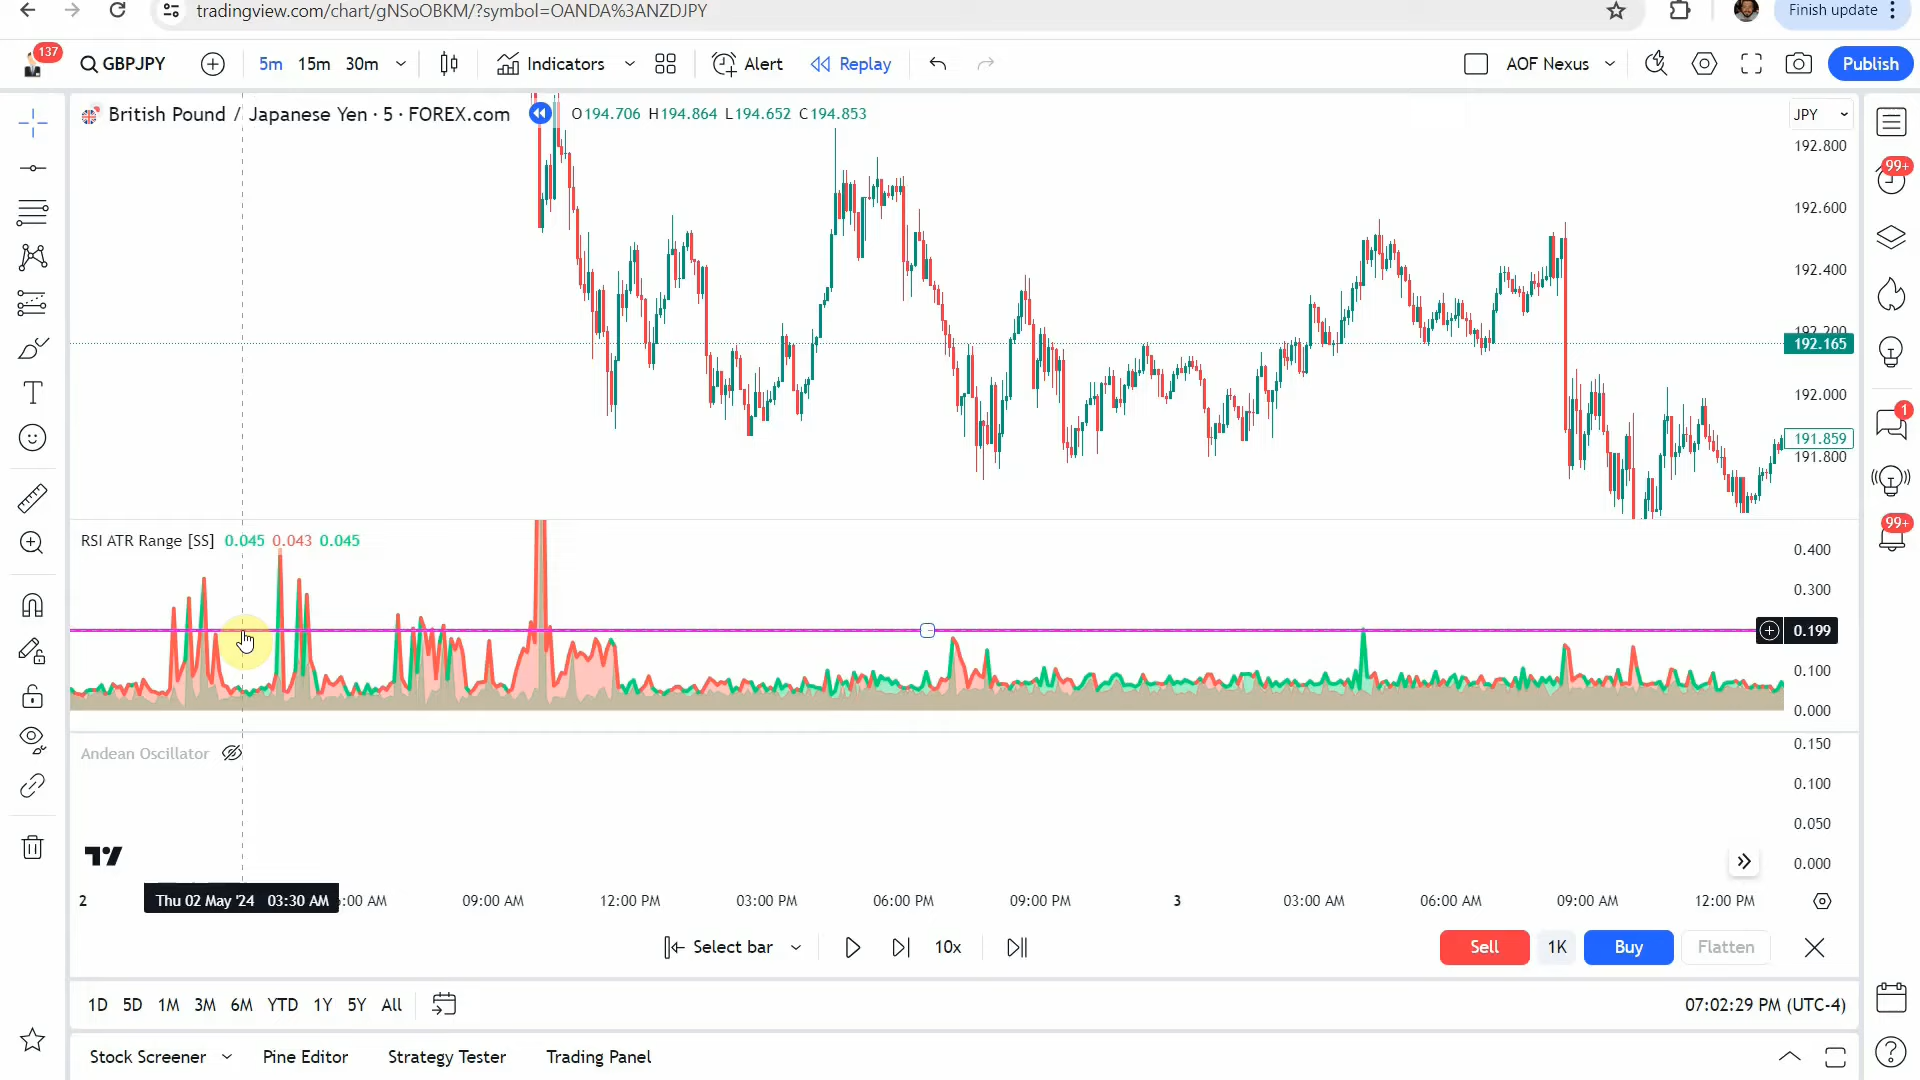 tradingview.com/chart/gNSoOBKM/?symbol=OANDA%3ANZDJPY
Finish update
137
GBPJPY
5m 15m 30m
Indicators
Alert
Replay
AOF Nexus
Publish
British Pound / Japanese Yen · 5 · FOREX.com
O194.706 H194.864 L194.652 C194.853
JPY
192.800
99+
192.600
192.400
192.200
192.165
192.000
1
191.859
191.800
99+
RSI ATR Range [SS] 0.045 0.043 0.045
0.400
0.300
0.199
0.100
0.000
Andean Oscillator
0.150
0.100
0.050
0.000
2
Thu 02 May '24 03:30 AM
:00 AM
09:00 AM
12:00 PM
03:00 PM
06:00 PM
09:00 PM
3
03:00 AM
06:00 AM
09:00 AM
12:00 PM
Select bar
10x
Sell
1K
Buy
Flatten
1D 5D 1M 3M 6M YTD 1Y 5Y All
07:02:29 PM (UTC-4)
Stock Screener
Pine Editor
Strategy Tester
Trading Panel